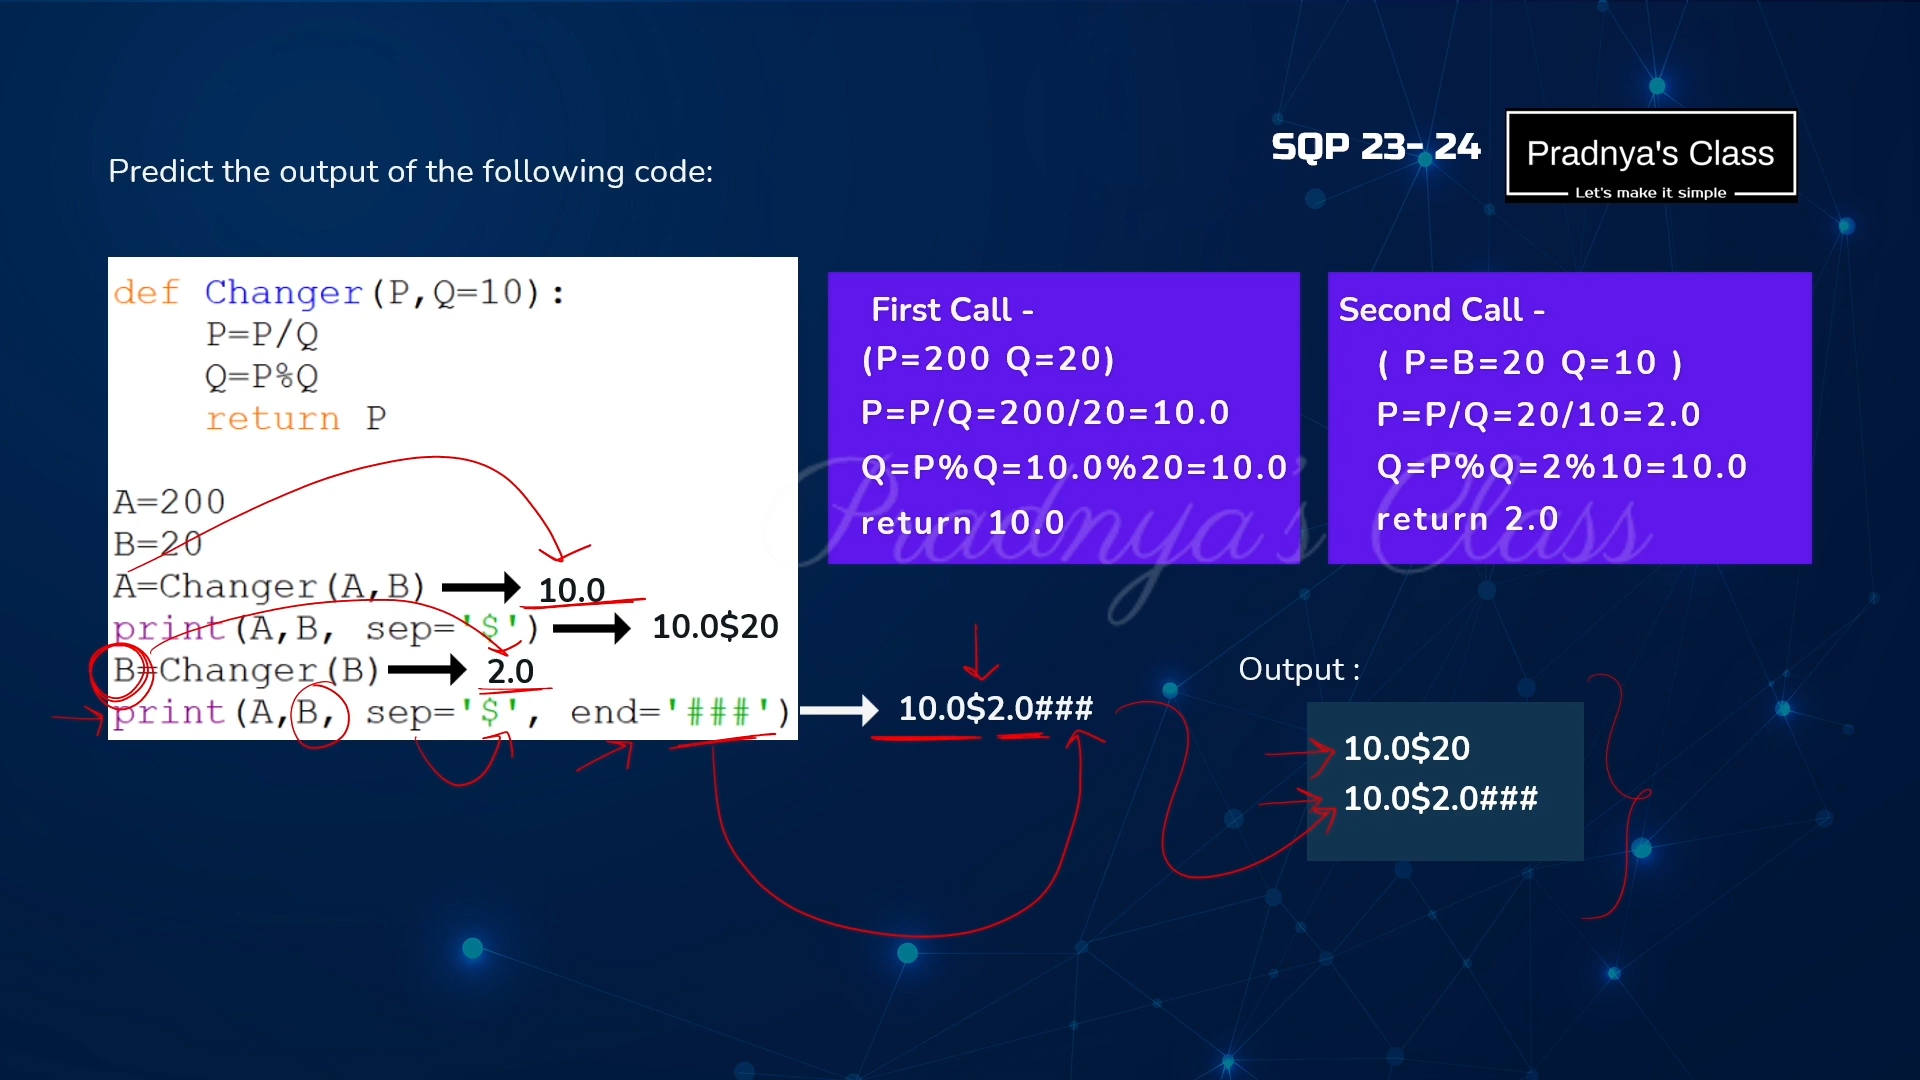 SQP 23- 24
Pradnya's Class
Let's make it simple
Predict the output of the following code:
def Changer(P,Q=10):
P=P/Q
Q=P%Q
return P
A=200
B=20
A=Changer(A,B) 10.0
print(A,B, sep='$') 10.0$20
B=Changer(B) 2.0
print(A,B, sep='$', end='###') 10.0$2.0###
First Call -
(P=200 Q=20)
P=P/Q=200/20=10.0
Q=P%Q=10.0%20=10.0
return 10.0
Second Call -
( P=B=20 Q=10 )
P=P/Q=20/10=2.0
Q=P%Q=2%10=10.0
return 2.0
Pradnya's Class
Output :
10.0$20
10.0$2.0###